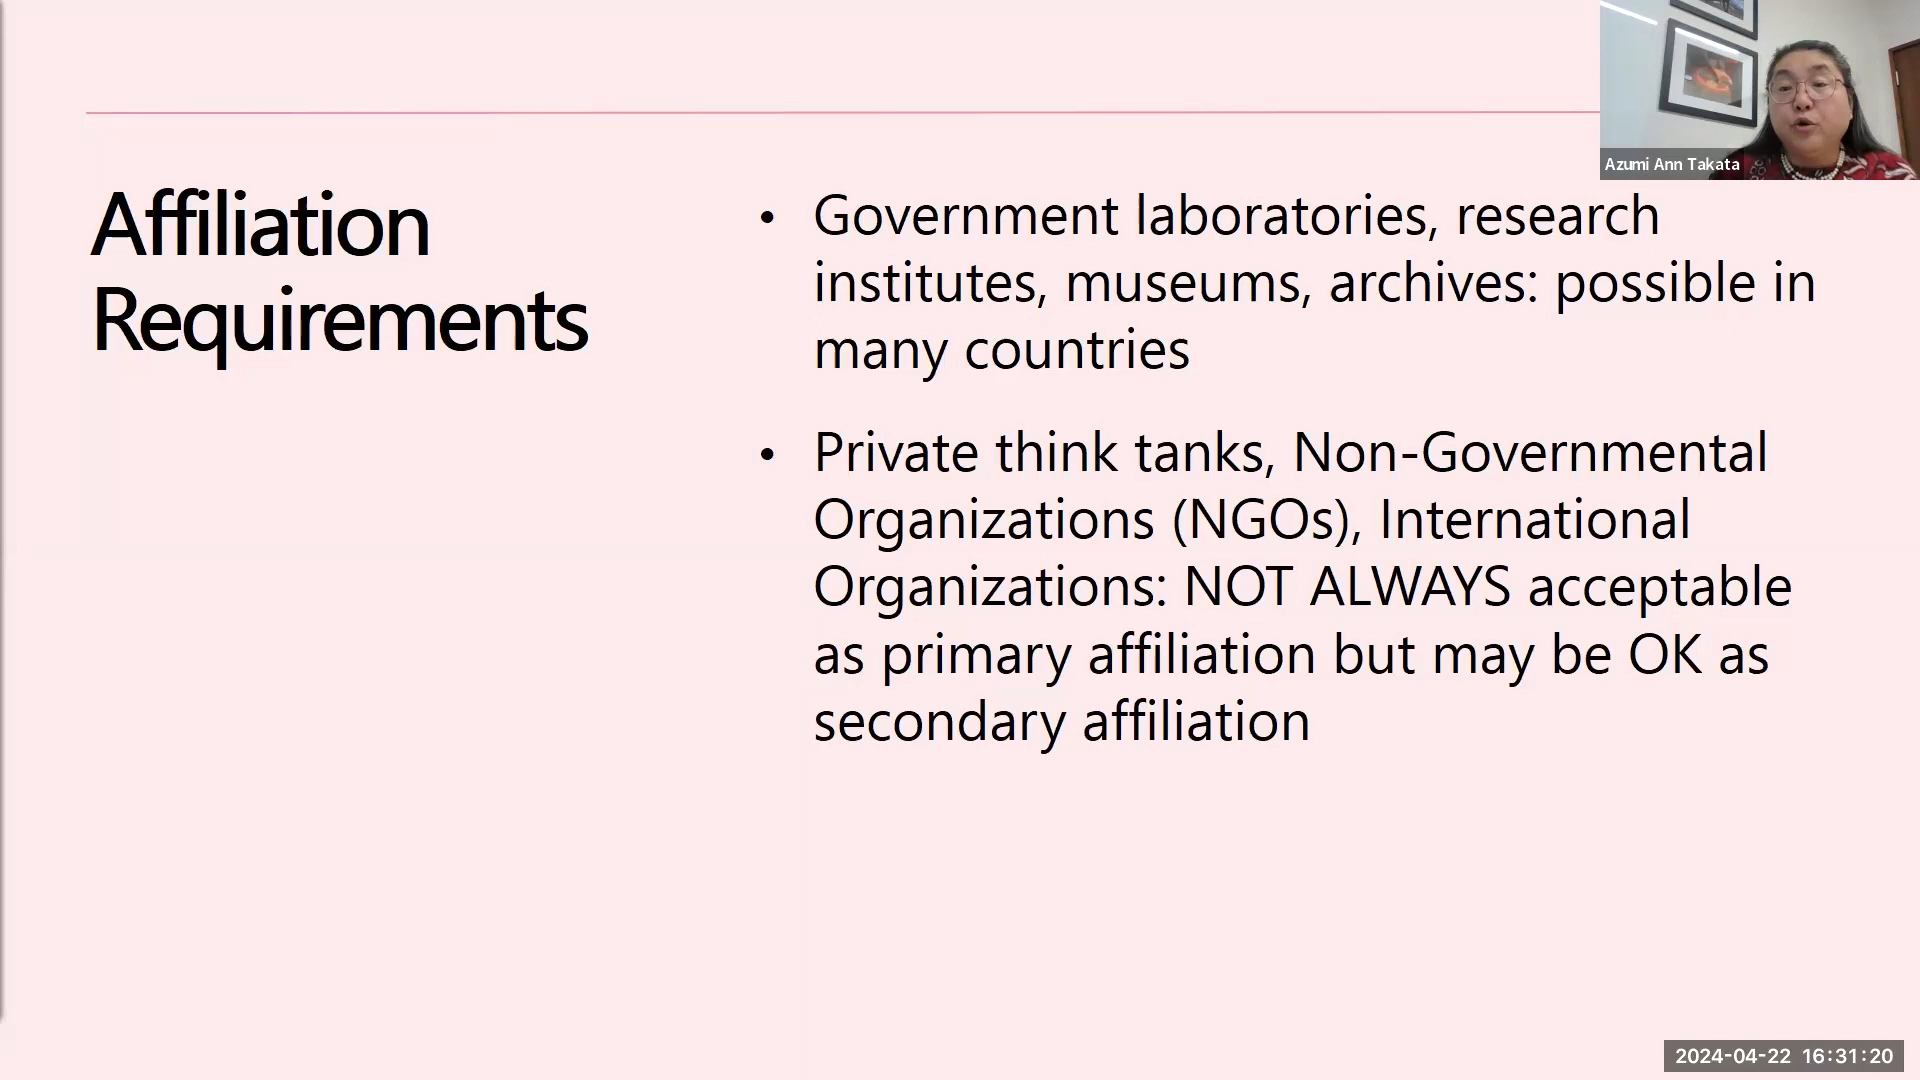 Azumi Ann Takata
Affiliation
Requirements
• Government laboratories, research
institutes, museums, archives: possible in
many countries
• Private think tanks, Non-Governmental
Organizations (NGOs), International
Organizations: NOT ALWAYS acceptable
as primary affiliation but may be OK as
secondary affiliation
2024-04-22 16:31:20